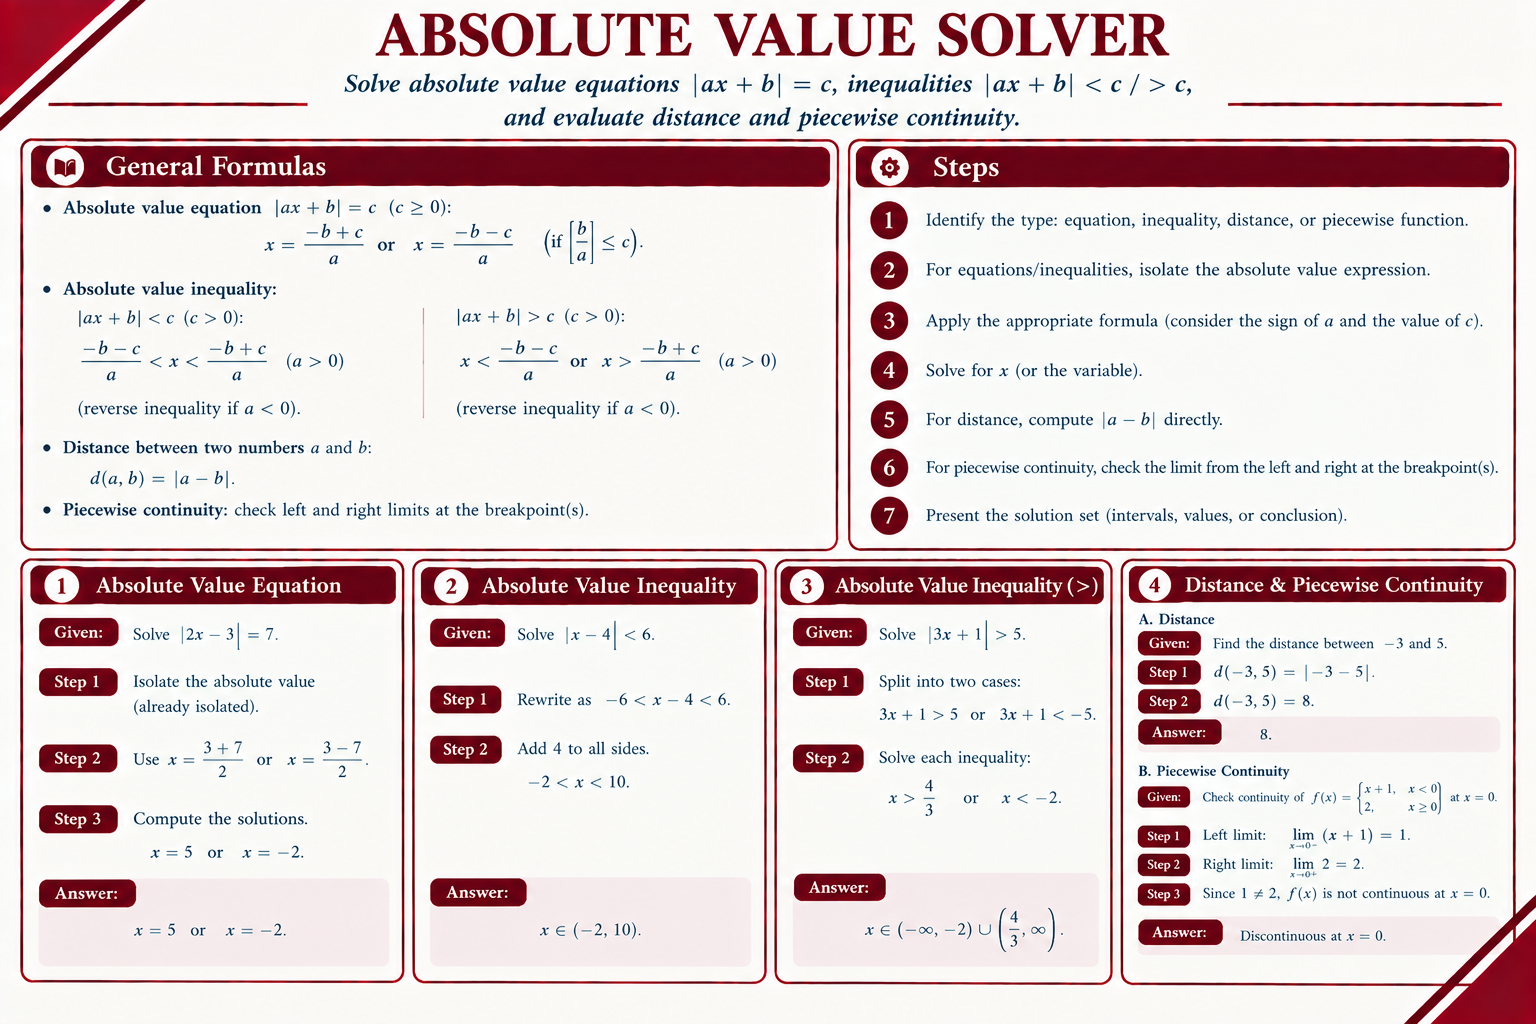 ABSOLUTE VALUE SOLVER
Solve absolute value equations |ax + b| = c, inequalities |ax + b| < c / > c,
and evaluate distance and piecewise continuity.
General Formulas
• Absolute value equation |ax + b| = c (c ≥ 0):
x = (−b + c)/a or x = (−b − c)/a (if [b/a] ≤ c).
• Absolute value inequality:
|ax + b| < c (c > 0):
(−b − c)/a < x < (−b + c)/a (a > 0)
(reverse inequality if a < 0).
|ax + b| > c (c > 0):
x < (−b − c)/a or x > (−b + c)/a (a > 0)
(reverse inequality if a < 0).
• Distance between two numbers a and b:
d(a, b) = |a − b|.
• Piecewise continuity: check left and right limits at the breakpoint(s).
Steps
1 Identify the type: equation, inequality, distance, or piecewise function.
2 For equations/inequalities, isolate the absolute value expression.
3 Apply the appropriate formula (consider the sign of a and the value of c).
4 Solve for x (or the variable).
5 For distance, compute |a − b| directly.
6 For piecewise continuity, check the limit from the left and right at the breakpoint(s).
7 Present the solution set (intervals, values, or conclusion).
1 Absolute Value Equation
Given: Solve |2x − 3| = 7.
Step 1 Isolate the absolute value
(already isolated).
Step 2 Use x = (3 + 7)/2 or x = (3 − 7)/2.
Step 3 Compute the solutions.
x = 5 or x = −2.
Answer:
x = 5 or x = −2.
2 Absolute Value Inequality
Given: Solve |x − 4| < 6.
Step 1 Rewrite as −6 < x − 4 < 6.
Step 2 Add 4 to all sides.
−2 < x < 10.
Answer:
x ∈ (−2, 10).
3 Absolute Value Inequality (>)
Given: Solve |3x + 1| > 5.
Step 1 Split into two cases:
3x + 1 > 5 or 3x + 1 < −5.
Step 2 Solve each inequality:
x > 4/3 or x < −2.
Answer:
x ∈ (−∞, −2) ∪ (4/3, ∞).
4 Distance & Piecewise Continuity
A. Distance
Given: Find the distance between −3 and 5.
Step 1 d(−3, 5) = |−3 − 5|.
Step 2 d(−3, 5) = 8.
Answer: 8.
B. Piecewise Continuity
Given: Check continuity of f(x) = {x + 1, x < 0; 2, x ≥ 0} at x = 0.
Step 1 Left limit: lim x→0− (x + 1) = 1.
Step 2 Right limit: lim x→0+ 2 = 2.
Step 3 Since 1 ≠ 2, f(x) is not continuous at x = 0.
Answer: Discontinuous at x = 0.